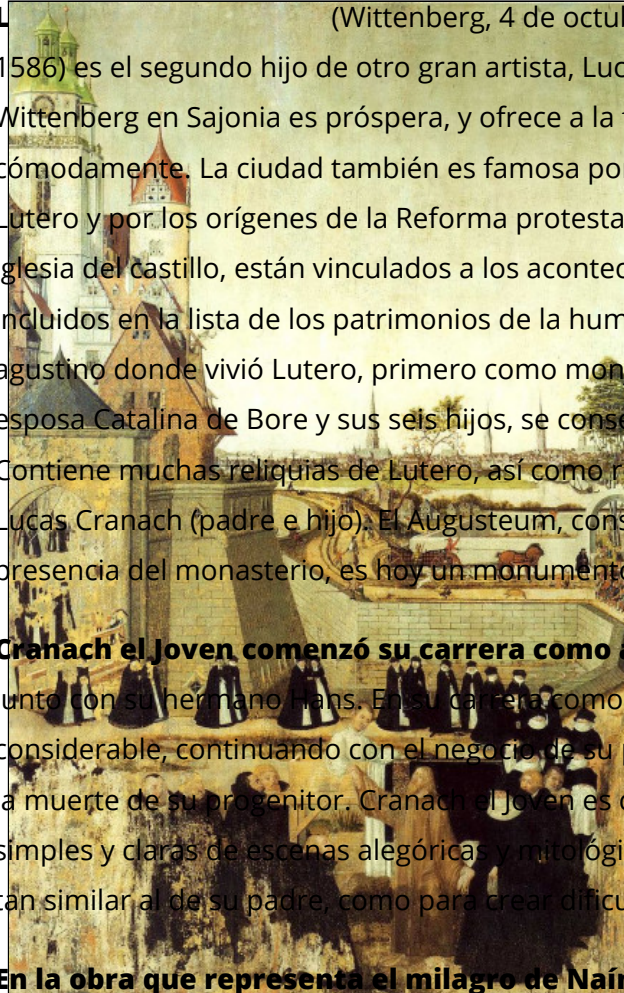 L (Wittenberg, 4 de octu
1586) es el segundo hijo de otro gran artista, Luc
Wittenberg en Sajonia es próspera, y ofrece a la
cómodamente. La ciudad también es famosa po
Lutero y por los orígenes de la Reforma protesta
glesia del castillo, están vinculados a los acontec
ncluidos en la lista de los patrimonios de la hum
agustino donde vivió Lutero, primero como mon
esposa Catalina de Bore y sus seis hijos, se conse
Contiene muchas reliquias de Lutero, así como r
Lucas Cranach (padre e hijo). El Augusteum, cons
presencia del monasterio, es hoy un monumento
Cranach el Joven comenzó su carrera como a
unto con su hermano Hans. En su carrera como
considerable, continuando con el negocio de su p
a muerte de su progenitor. Cranach el Joven es c
simples y claras de escenas alegóricas y mitológi
tan similar al de su padre, como para crear dificu
En la obra que representa el milagro de Naín